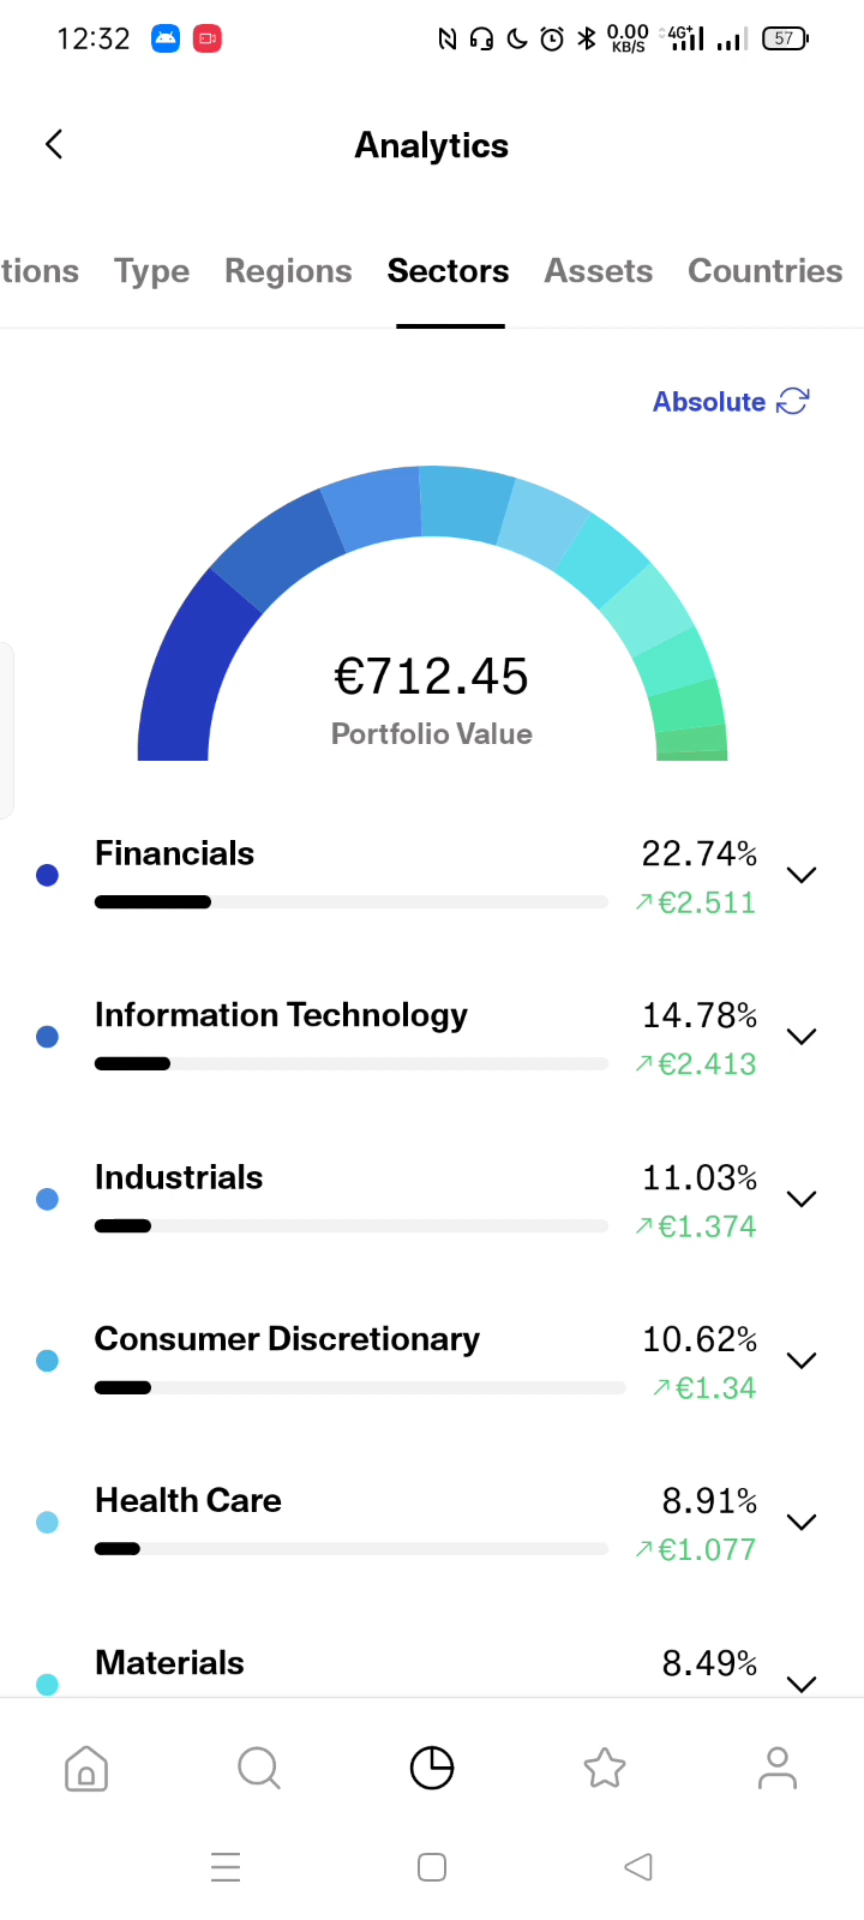 12:32 0.00 KB/S 4G+ 57
Analytics
tions Type Regions Sectors Assets Countries
Absolute
€712.45
Portfolio Value
Financials 22.74%
€2.511
Information Technology 14.78%
€2.413
Industrials 11.03%
€1.374
Consumer Discretionary 10.62%
€1.34
Health Care 8.91%
€1.077
Materials 8.49%